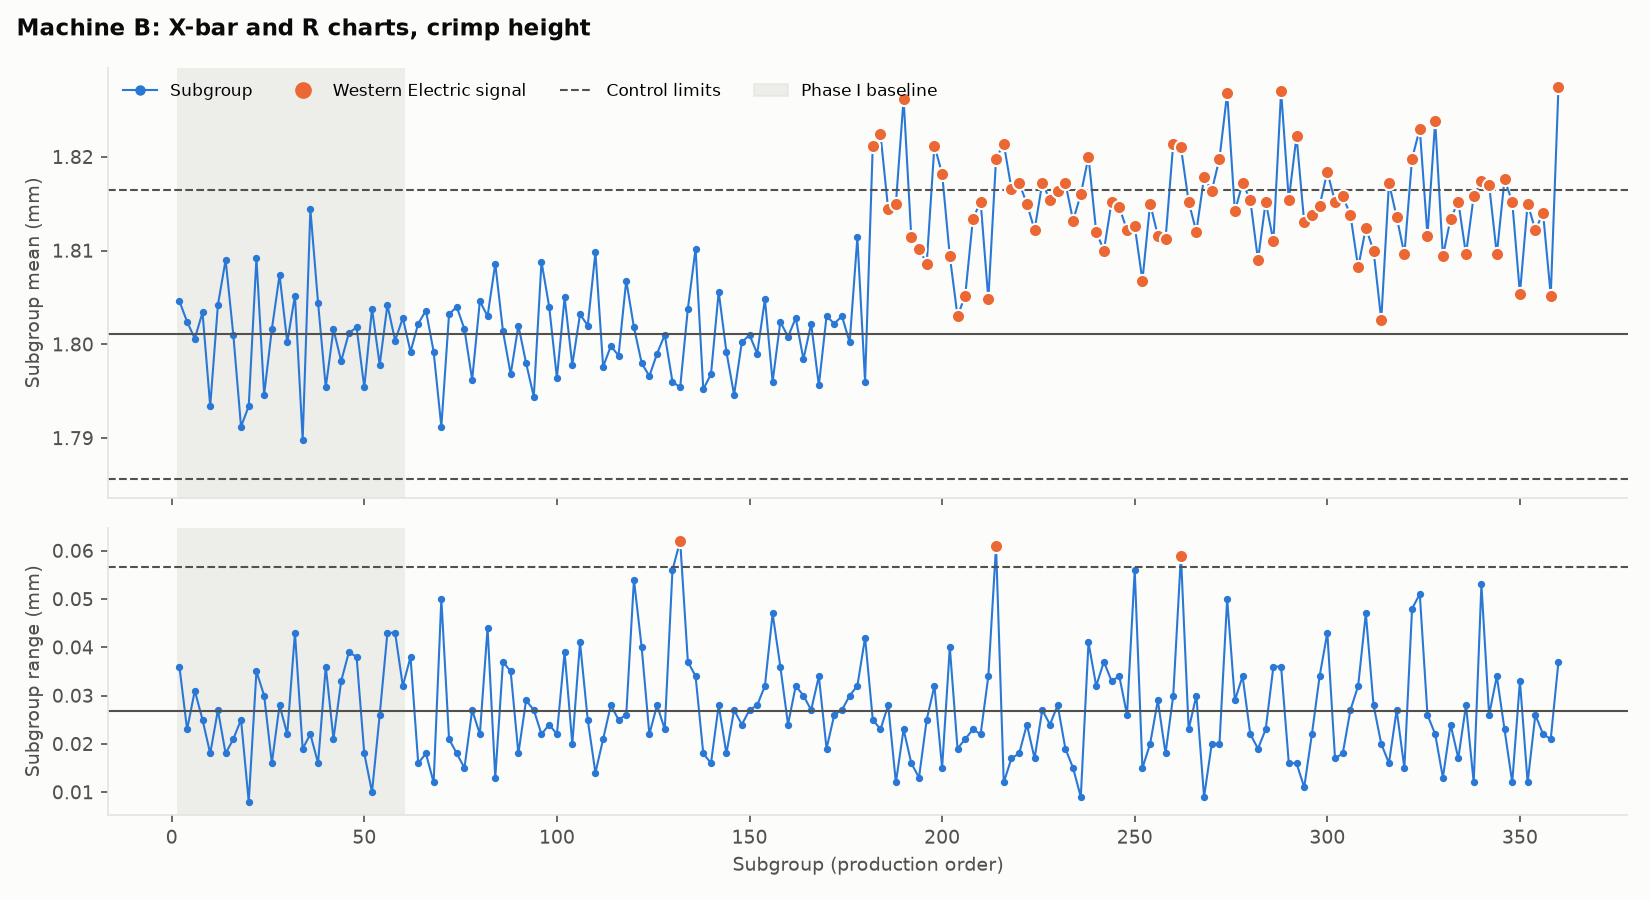 Machine B: X-bar and R charts, crimp height
Subgroup Western Electric signal Control limits Phase I baseline
Subgroup mean (mm)
1.82
1.81
1.80
1.79
Subgroup range (mm)
0.06
0.05
0.04
0.03
0.02
0.01
0 50 100 150 200 250 300 350
Subgroup (production order)